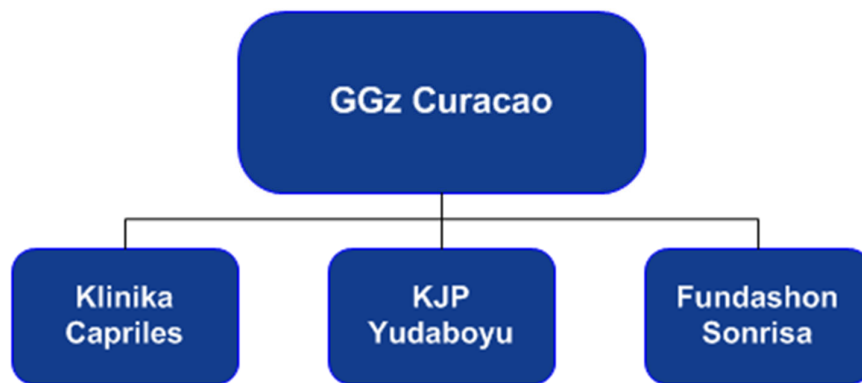 GGz Curacao
Klinika
Capriles
KJP
Yudaboyu
Fundashon
Sonrisa